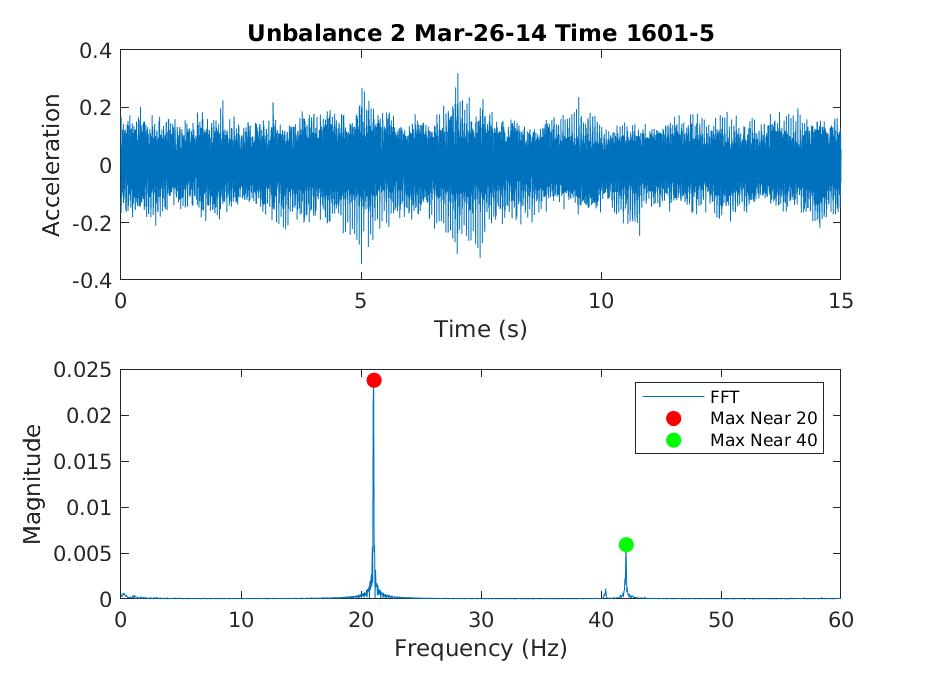 Unbalance 2 Mar-26-14 Time 1601-5
0.4
0.2
0
-0.2
-0.4
Acceleration
0 5 10 15
Time (s)
0.025
0.02
0.015
0.01
0.005
0
Magnitude
FFT
Max Near 20
Max Near 40
0 10 20 30 40 50 60
Frequency (Hz)